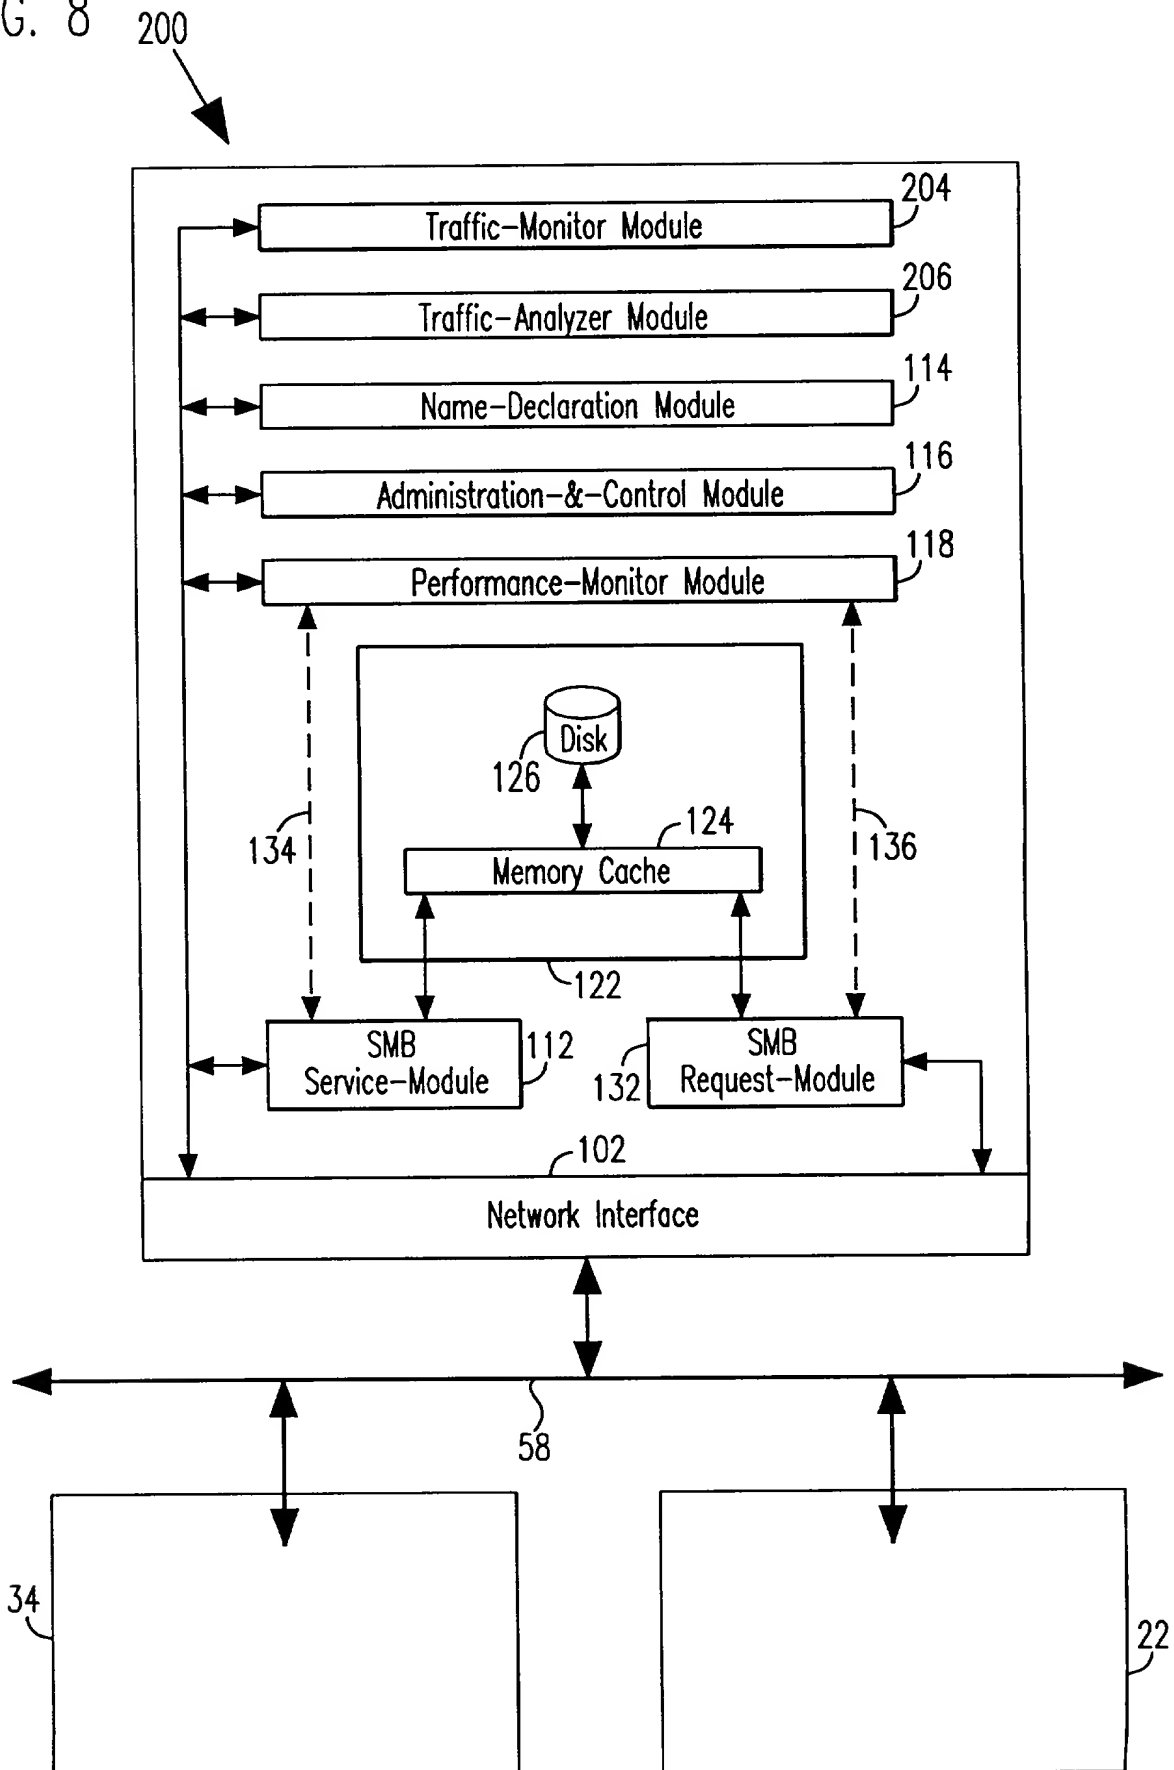 G. 8
200
204
Traffic-Monitor Module
206
Traffic-Analyzer Module
114
Name-Declaration Module
116
Administration-&-Control Module
118
Performance-Monitor Module
Disk
126
134
124
136
Memory Cache
122
SMB
Service-Module
112
132
SMB
Request-Module
102
Network Interface
58
34
22